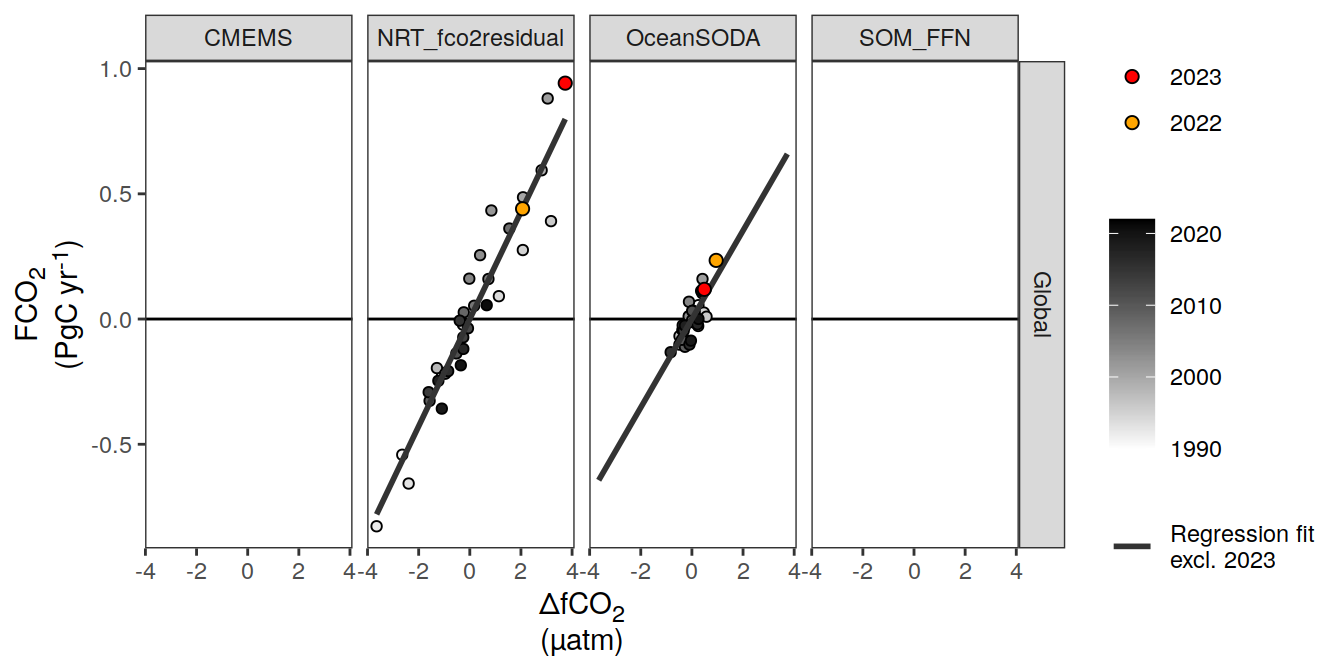 CMEMS NRT_fco2residual OceanSODA SOM_FFN
1.0
0.5
0.0
-0.5
FCO₂
(PgC yr⁻¹)
-4 -2 0 2 4 -4 -2 0 2 4 -4 -2 0 2 4 -4 -2 0 2 4
ΔfCO₂
(µatm)
Global
2023
2022
2020
2010
2000
1990
Regression fit
excl. 2023